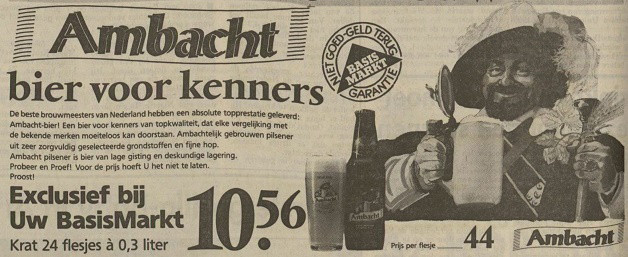 Ambacht
bier voor kenners
NIET GOED-GELD TERUG
BASIS
MARKT
GARANTIE
De beste brouwmeesters van Nederland hebben een absolute topprestatie geleverd:
Ambacht-bier! Een bier voor kenners van topkwaliteit, dat elke vergelijking met
de bekende merken moeiteloos kan doorstaan. Ambachtelijk gebrouwen pilsener
uit zeer zorgvuldig geselecteerde grondstoffen en fijne hop.
Ambacht pilsener is bier van lage gisting en deskundige lagering.
Probeer en Proef! Voor de prijs hoeft U het niet te laten.
Proost!
Exclusief bij
Uw BasisMarkt
Krat 24 flesjes à 0,3 liter
10.56
Ambacht
Prijs per flesje 44
Ambacht